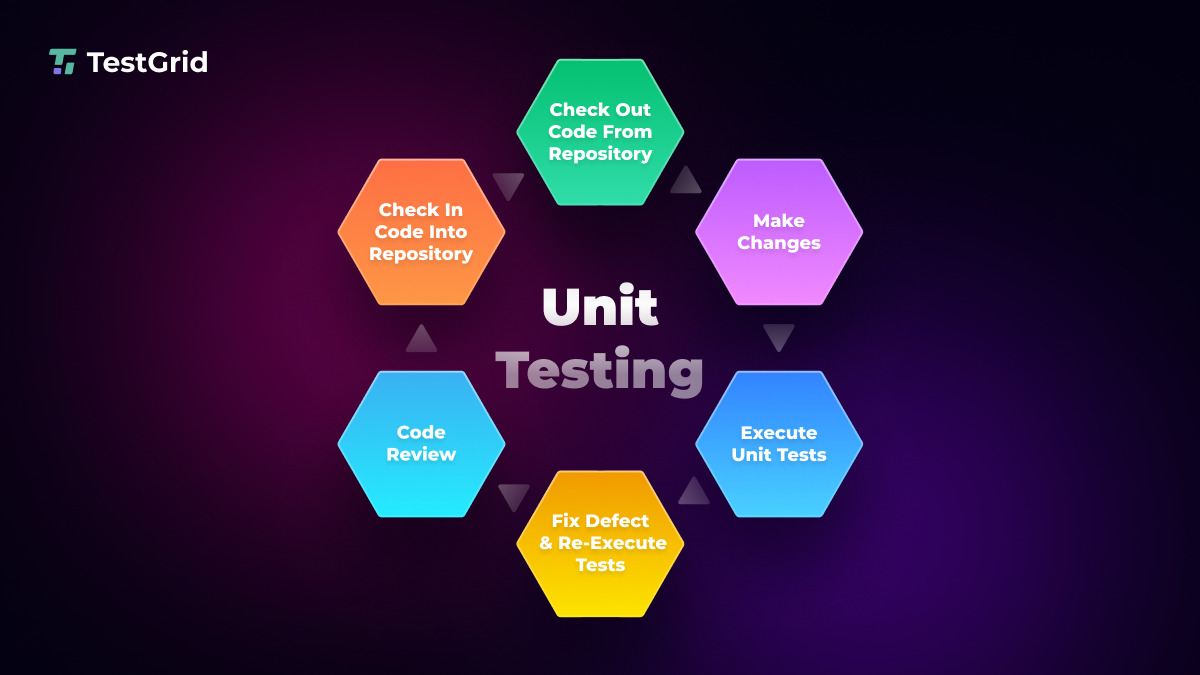 TestGrid
Check Out
Code From
Repository
Make
Changes
Execute
Unit Tests
Fix Defect
& Re-Execute
Tests
Code
Review
Check In
Code Into
Repository
Unit
Testing